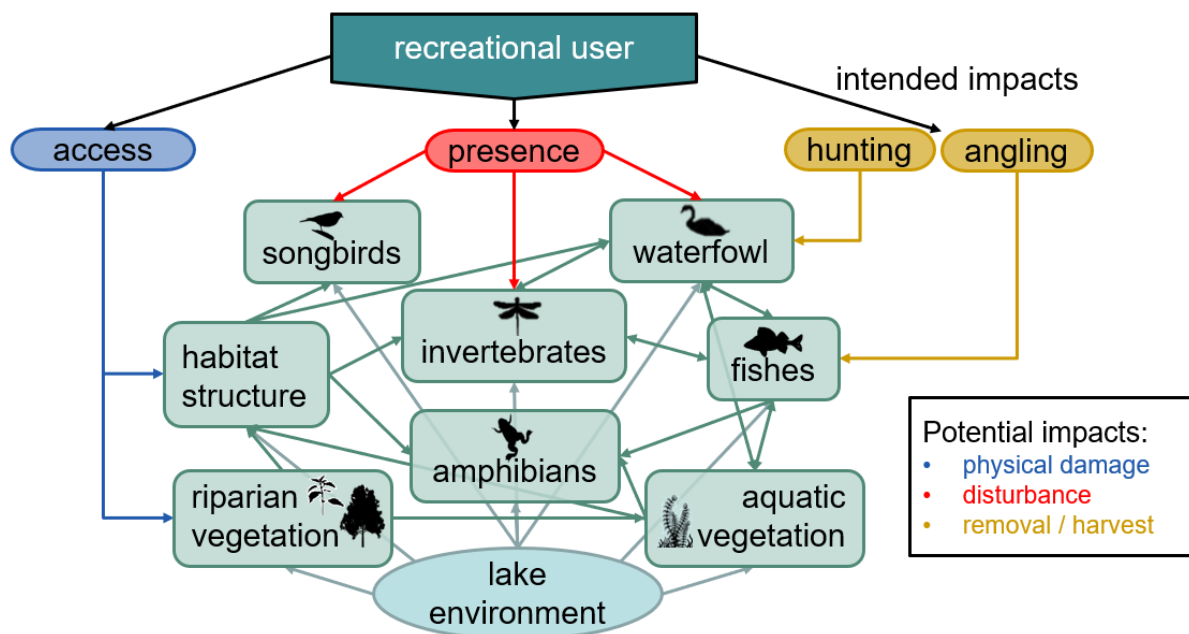 recreational user
intended impacts
access
presence
hunting
angling
songbirds
waterfowl
invertebrates
habitat
structure
fishes
amphibians
riparian
vegetation
aquatic
vegetation
lake
environment
Potential impacts:
• physical damage
• disturbance
• removal / harvest